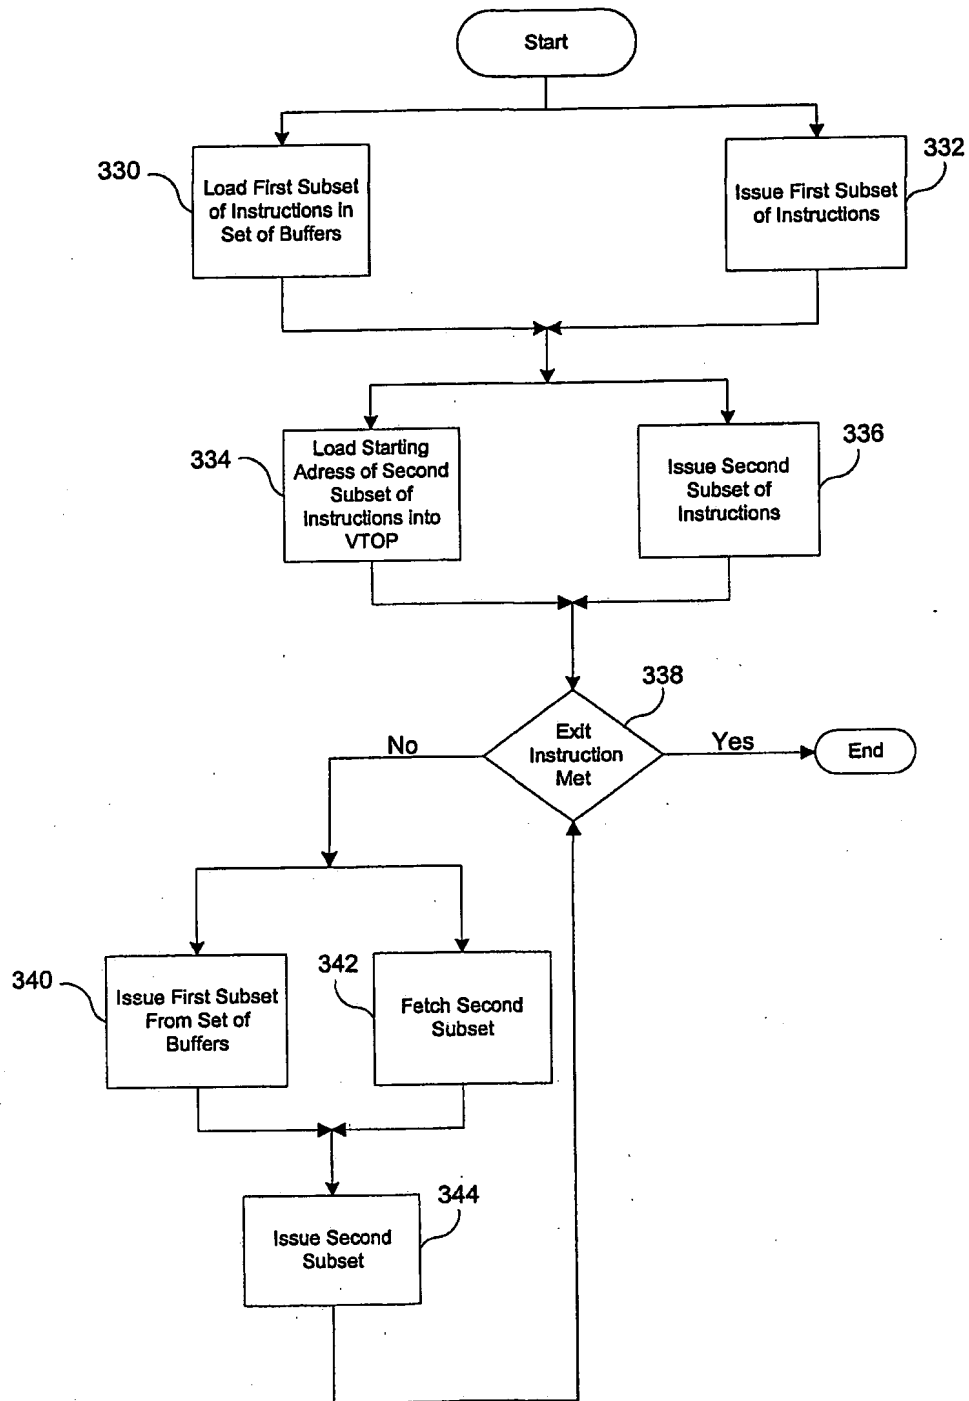 Start
330
Load First Subset
of Instructions in
Set of Buffers
332
Issue First Subset
of Instructions
334
Load Starting
Adress of Second
Subset of
Instructions into
VTOP
336
Issue Second
Subset of
Instructions
338
Exit
Instruction
Met
No
Yes
End
340
Issue First Subset
From Set of
Buffers
342
Fetch Second
Subset
344
Issue Second
Subset